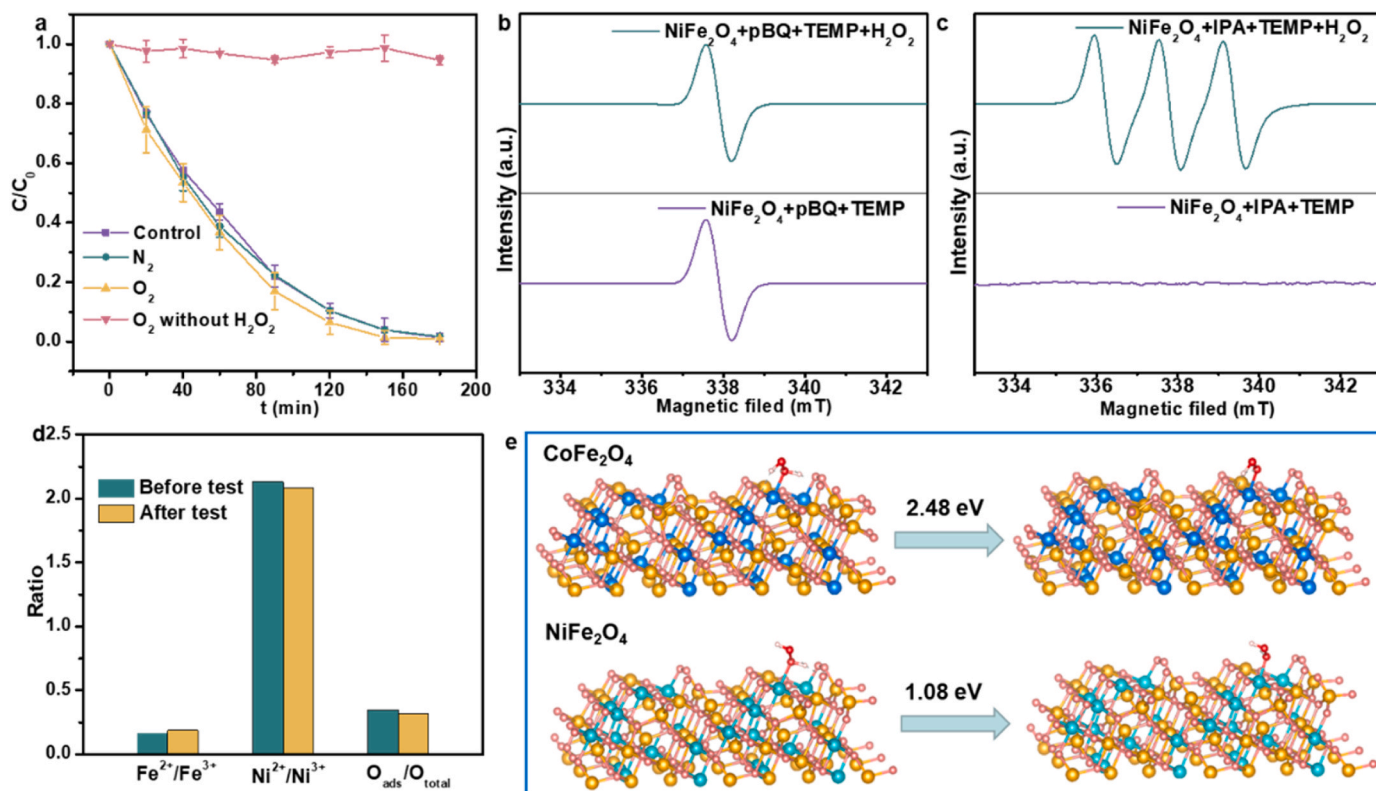 a
1.0
0.8
0.6
0.4
0.2
0.0
C/C₀
Control
N₂
O₂
O₂ without H₂O₂
0 40 80 120 160 200
t (min)
b
NiFe₂O₄+pBQ+TEMP+H₂O₂
NiFe₂O₄+pBQ+TEMP
Intensity (a.u.)
334 336 338 340 342
Magnetic filed (mT)
c
NiFe₂O₄+IPA+TEMP+H₂O₂
NiFe₂O₄+IPA+TEMP
Intensity (a.u.)
334 336 338 340 342
Magnetic filed (mT)
d
2.5
2.0
1.5
1.0
0.5
0.0
Ratio
Before test
After test
Fe²⁺/Fe³⁺ Ni²⁺/Ni³⁺ O_ads/O_total
e
CoFe₂O₄
2.48 eV
NiFe₂O₄
1.08 eV